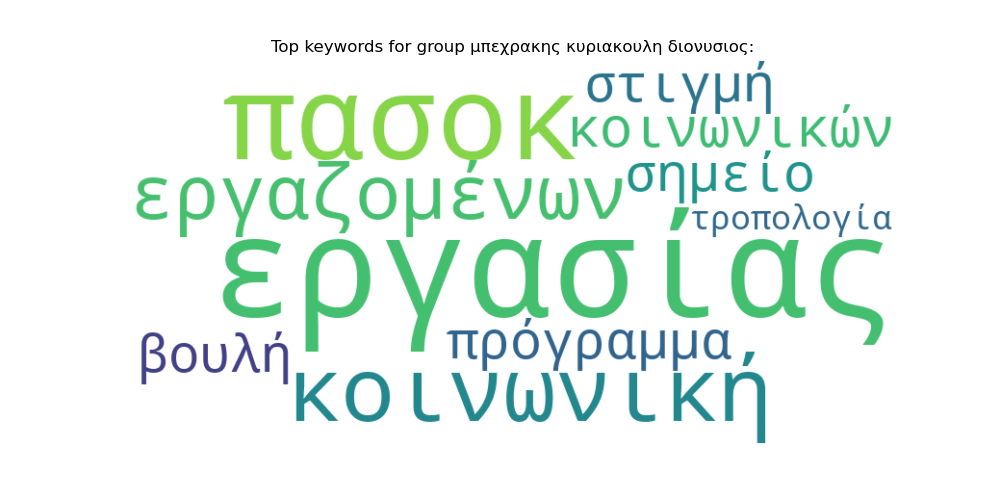 Top keywords for group μπεχρακης κυριακουλη διονυσιος:
πασοκ
στιγμή
κοινωνικών
εργαζομένων
σημείο
τροπολογία
εργασίας
βουλή
πρόγραμμα
κοινωνική